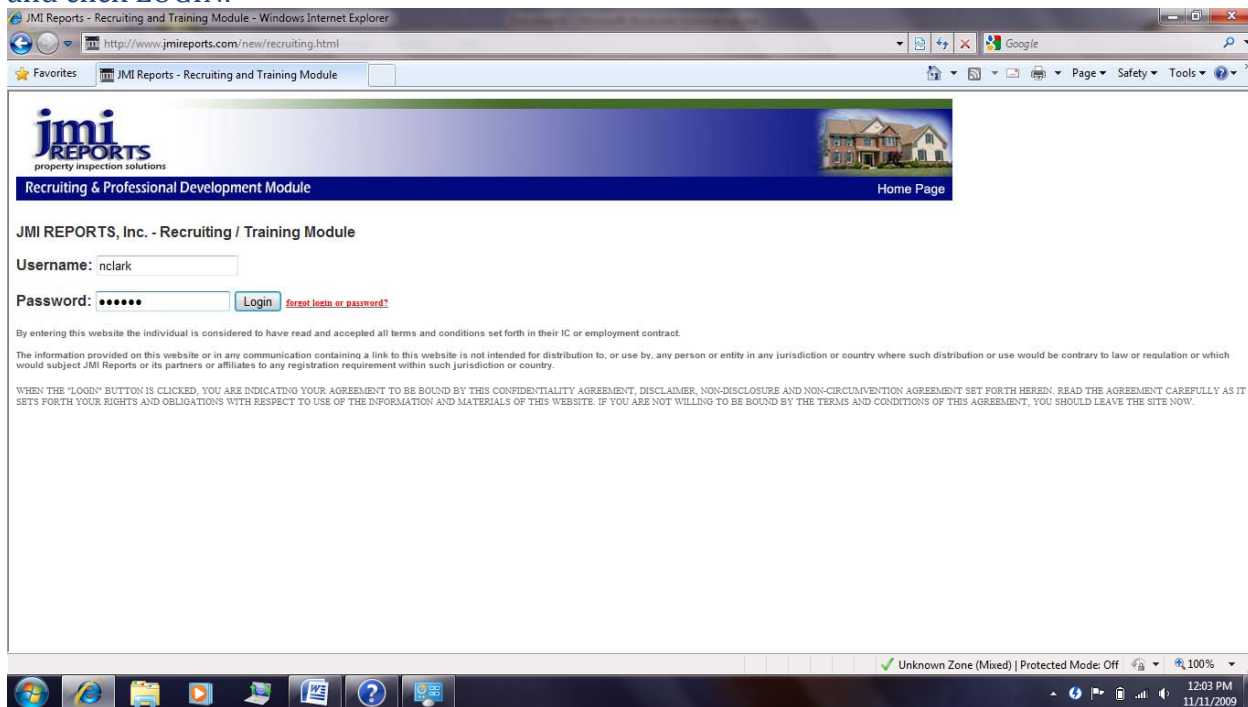 and click LOGIN.
JMI Reports - Recruiting and Training Module - Windows Internet Explorer
http://www.jmireports.com/new/recruiting.html
Google
Favorites
JMI Reports - Recruiting and Training Module
Page
Safety
Tools
jmi
REPORTS
property inspection solutions
Recruiting & Professional Development Module
Home Page
JMI REPORTS, Inc. - Recruiting / Training Module
Username: nclark
Password: ●●●●●● Login forgot login or password?
By entering this website the individual is considered to have read and accepted all terms and conditions set forth in their IC or employment contract.
The information provided on this website or in any communication containing a link to this website is not intended for distribution to, or use by, any person or entity in any jurisdiction or country where such distribution or use would be contrary to law or regulation or which
would subject JMI Reports or its partners or affiliates to any registration requirement within such jurisdiction or country.
WHEN THE "LOGIN" BUTTON IS CLICKED, YOU ARE INDICATING YOUR AGREEMENT TO BE BOUND BY THIS CONFIDENTIALITY AGREEMENT, DISCLAIMER, NON-DISCLOSURE AND NON-CIRCUMVENTION AGREEMENT SET FORTH HEREIN. READ THE AGREEMENT CAREFULLY AS IT
SETS FORTH YOUR RIGHTS AND OBLIGATIONS WITH RESPECT TO USE OF THE INFORMATION AND MATERIALS OF THIS WEBSITE. IF YOU ARE NOT WILLING TO BE BOUND BY THE TERMS AND CONDITIONS OF THIS AGREEMENT, YOU SHOULD LEAVE THE SITE NOW.
Unknown Zone (Mixed) | Protected Mode: Off
100%
12:03 PM
11/11/2009